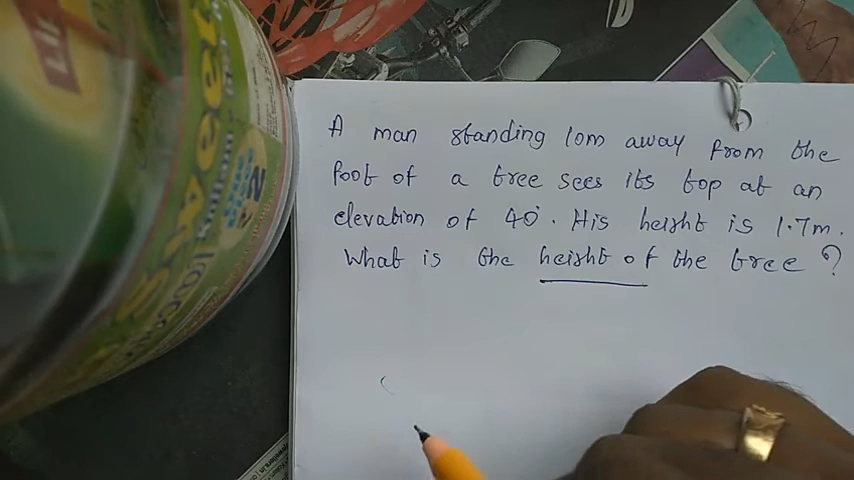 A man standing 10m away from the
foot of a tree sees its top at an
elevation of 40°. His height is 1.7m.
What is the height of the tree ?